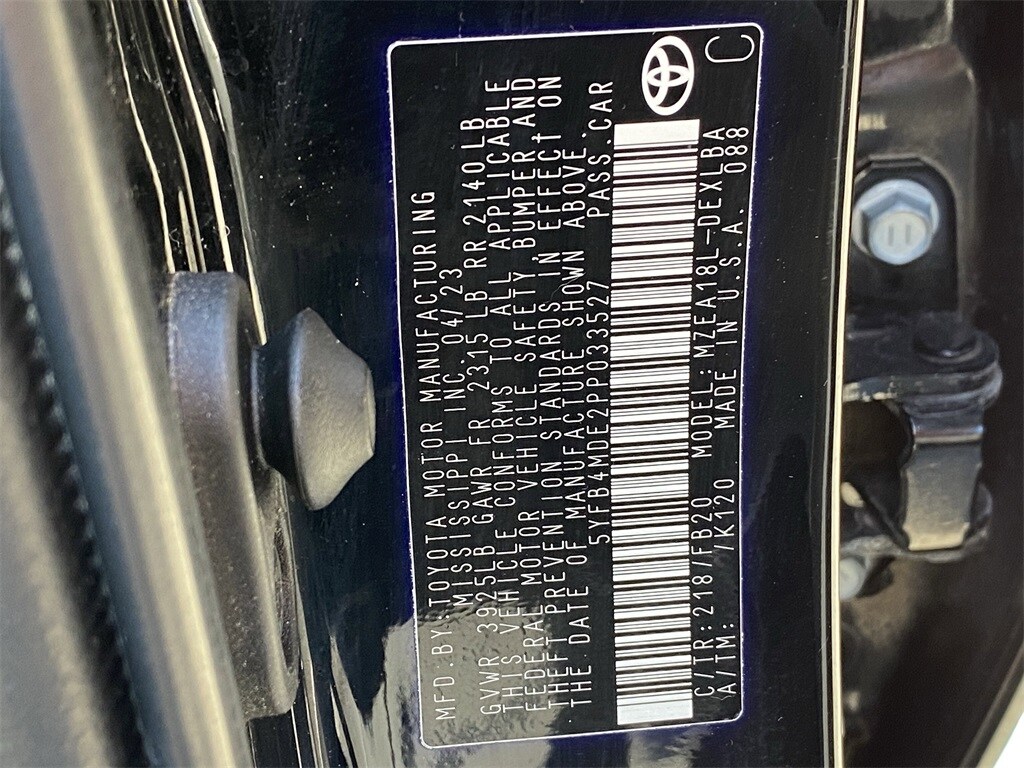 MFD.BY:TOYOTA MOTOR MANUFACTURING
MISSISSIPPI INC. 04/23
GVWR 3925LB GAWR FR 2315 LB RR 2140LB
THIS VEHICLE CONFORMS TO ALL APPLICABLE
FEDERAL MOTOR VEHICLE SAFETY,BUMPER,AND
THEFT PREVENTION STANDARDS IN EFFECT ON
THE DATE OF MANUFACTURE SHOWN ABOVE.
5YFB4MDE2PP033527 PASS.CAR
C/TR:218/FB20 MODEL:MZEA18L-DEXLBA
A/TM: /K120 MADE IN U.S.A. 088
C